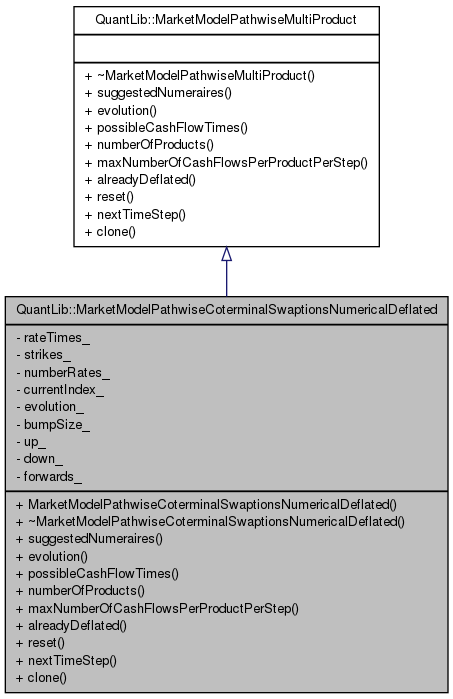 QuantLib::MarketModelPathwiseMultiProduct
+ ~MarketModelPathwiseMultiProduct()
+ suggestedNumeraires()
+ evolution()
+ possibleCashFlowTimes()
+ numberOfProducts()
+ maxNumberOfCashFlowsPerProductPerStep()
+ alreadyDeflated()
+ reset()
+ nextTimeStep()
+ clone()
QuantLib::MarketModelPathwiseCoterminalSwaptionsNumericalDeflated
- rateTimes_
- strikes_
- numberRates_
- currentIndex_
- evolution_
- bumpSize_
- up_
- down_
- forwards_
+ MarketModelPathwiseCoterminalSwaptionsNumericalDeflated()
+ ~MarketModelPathwiseCoterminalSwaptionsNumericalDeflated()
+ suggestedNumeraires()
+ evolution()
+ possibleCashFlowTimes()
+ numberOfProducts()
+ maxNumberOfCashFlowsPerProductPerStep()
+ alreadyDeflated()
+ reset()
+ nextTimeStep()
+ clone()